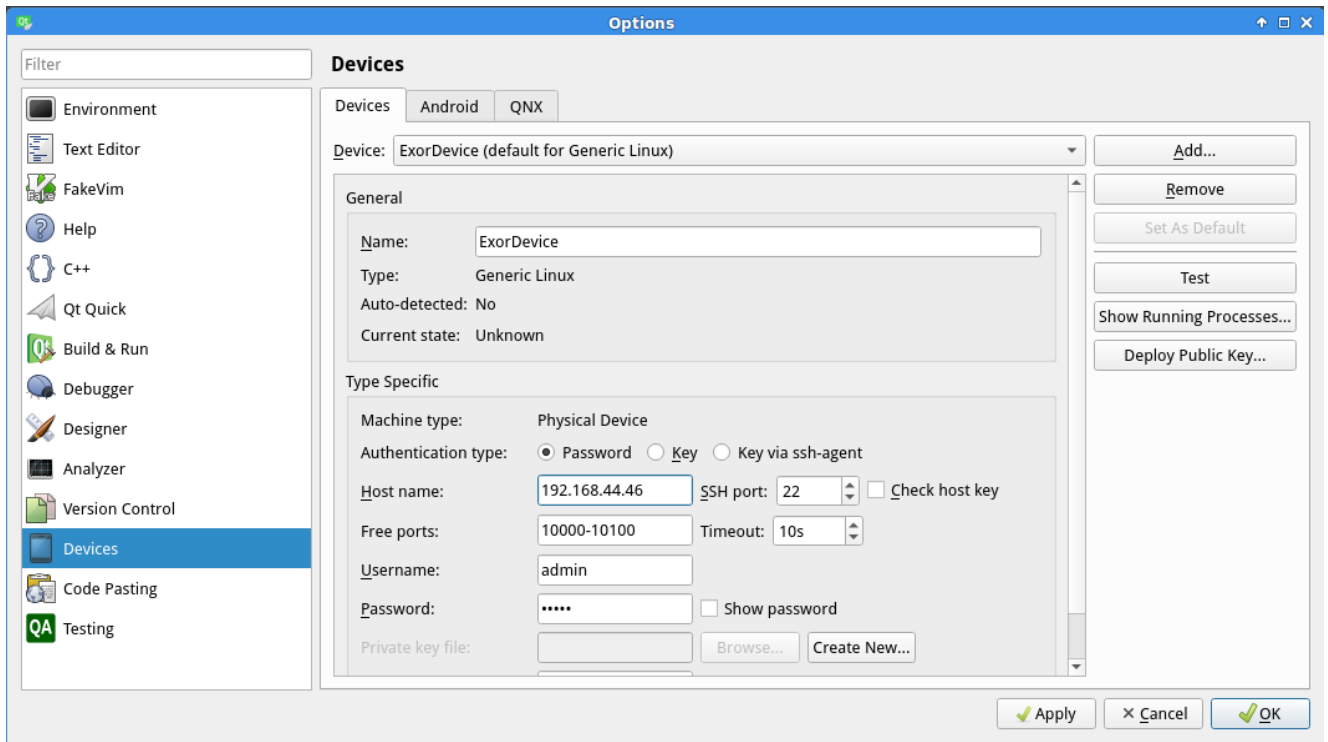 Options
Filter
Environment
Text Editor
FakeVim
Help
C++
Qt Quick
Build & Run
Debugger
Designer
Analyzer
Version Control
Devices
Code Pasting
Testing
Devices
Devices Android QNX
Device: ExorDevice (default for Generic Linux)
General
Name: ExorDevice
Type: Generic Linux
Auto-detected: No
Current state: Unknown
Type Specific
Machine type: Physical Device
Authentication type: Password Key Key via ssh-agent
Host name: 192.168.44.46 SSH port: 22 Check host key
Free ports: 10000-10100 Timeout: 10s
Username: admin
Password: ••••• Show password
Private key file: Browse... Create New...
Add...
Remove
Set As Default
Test
Show Running Processes...
Deploy Public Key...
Apply Cancel OK